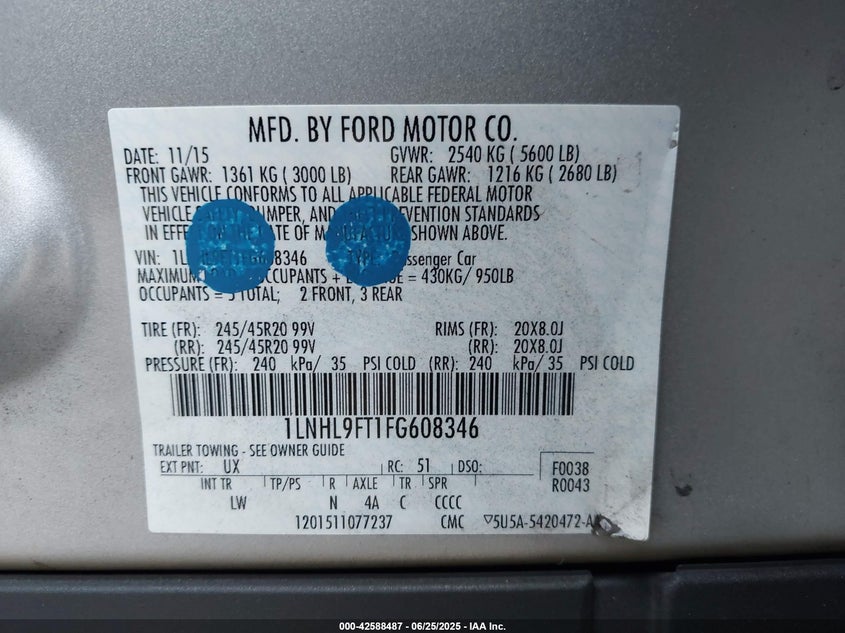 MFD. BY FORD MOTOR CO.
DATE: 11/15 GVWR: 2540 KG ( 5600 LB)
FRONT GAWR: 1361 KG ( 3000 LB) REAR GAWR: 1216 KG ( 2680 LB)
THIS VEHICLE CONFORMS TO ALL APPLICABLE FEDERAL MOTOR
VEHICLE BUMPER, AND STANDARDS
IN OF SHOWN ABOVE.
VIN: Car
MAXIMUM OCCUPANTS + = 430KG/ 950LB
OCCUPANTS = 5 TOTAL; 2 FRONT, 3 REAR
TIRE (FR): 245/45R20 99V RIMS (FR): 20X8.0J
(RR): 245/45R20 99V (RR): 20X8.0J
PRESSURE (FR): 240 kPa/ 35 PSI COLD (RR): 240 kPa/ 35 PSI COLD
1LNHL9FT1FG608346
TRAILER TOWING - SEE OWNER GUIDE
EXT PNT: UX RC: 51 DSO: F0038
INT TR TP/PS R AXLE TR SPR R0043
LW N 4A C CCCC
1201511077237 CMC ▽5U5A-5420472-A
000-42588487 - 06/25/2025 - IAA Inc.